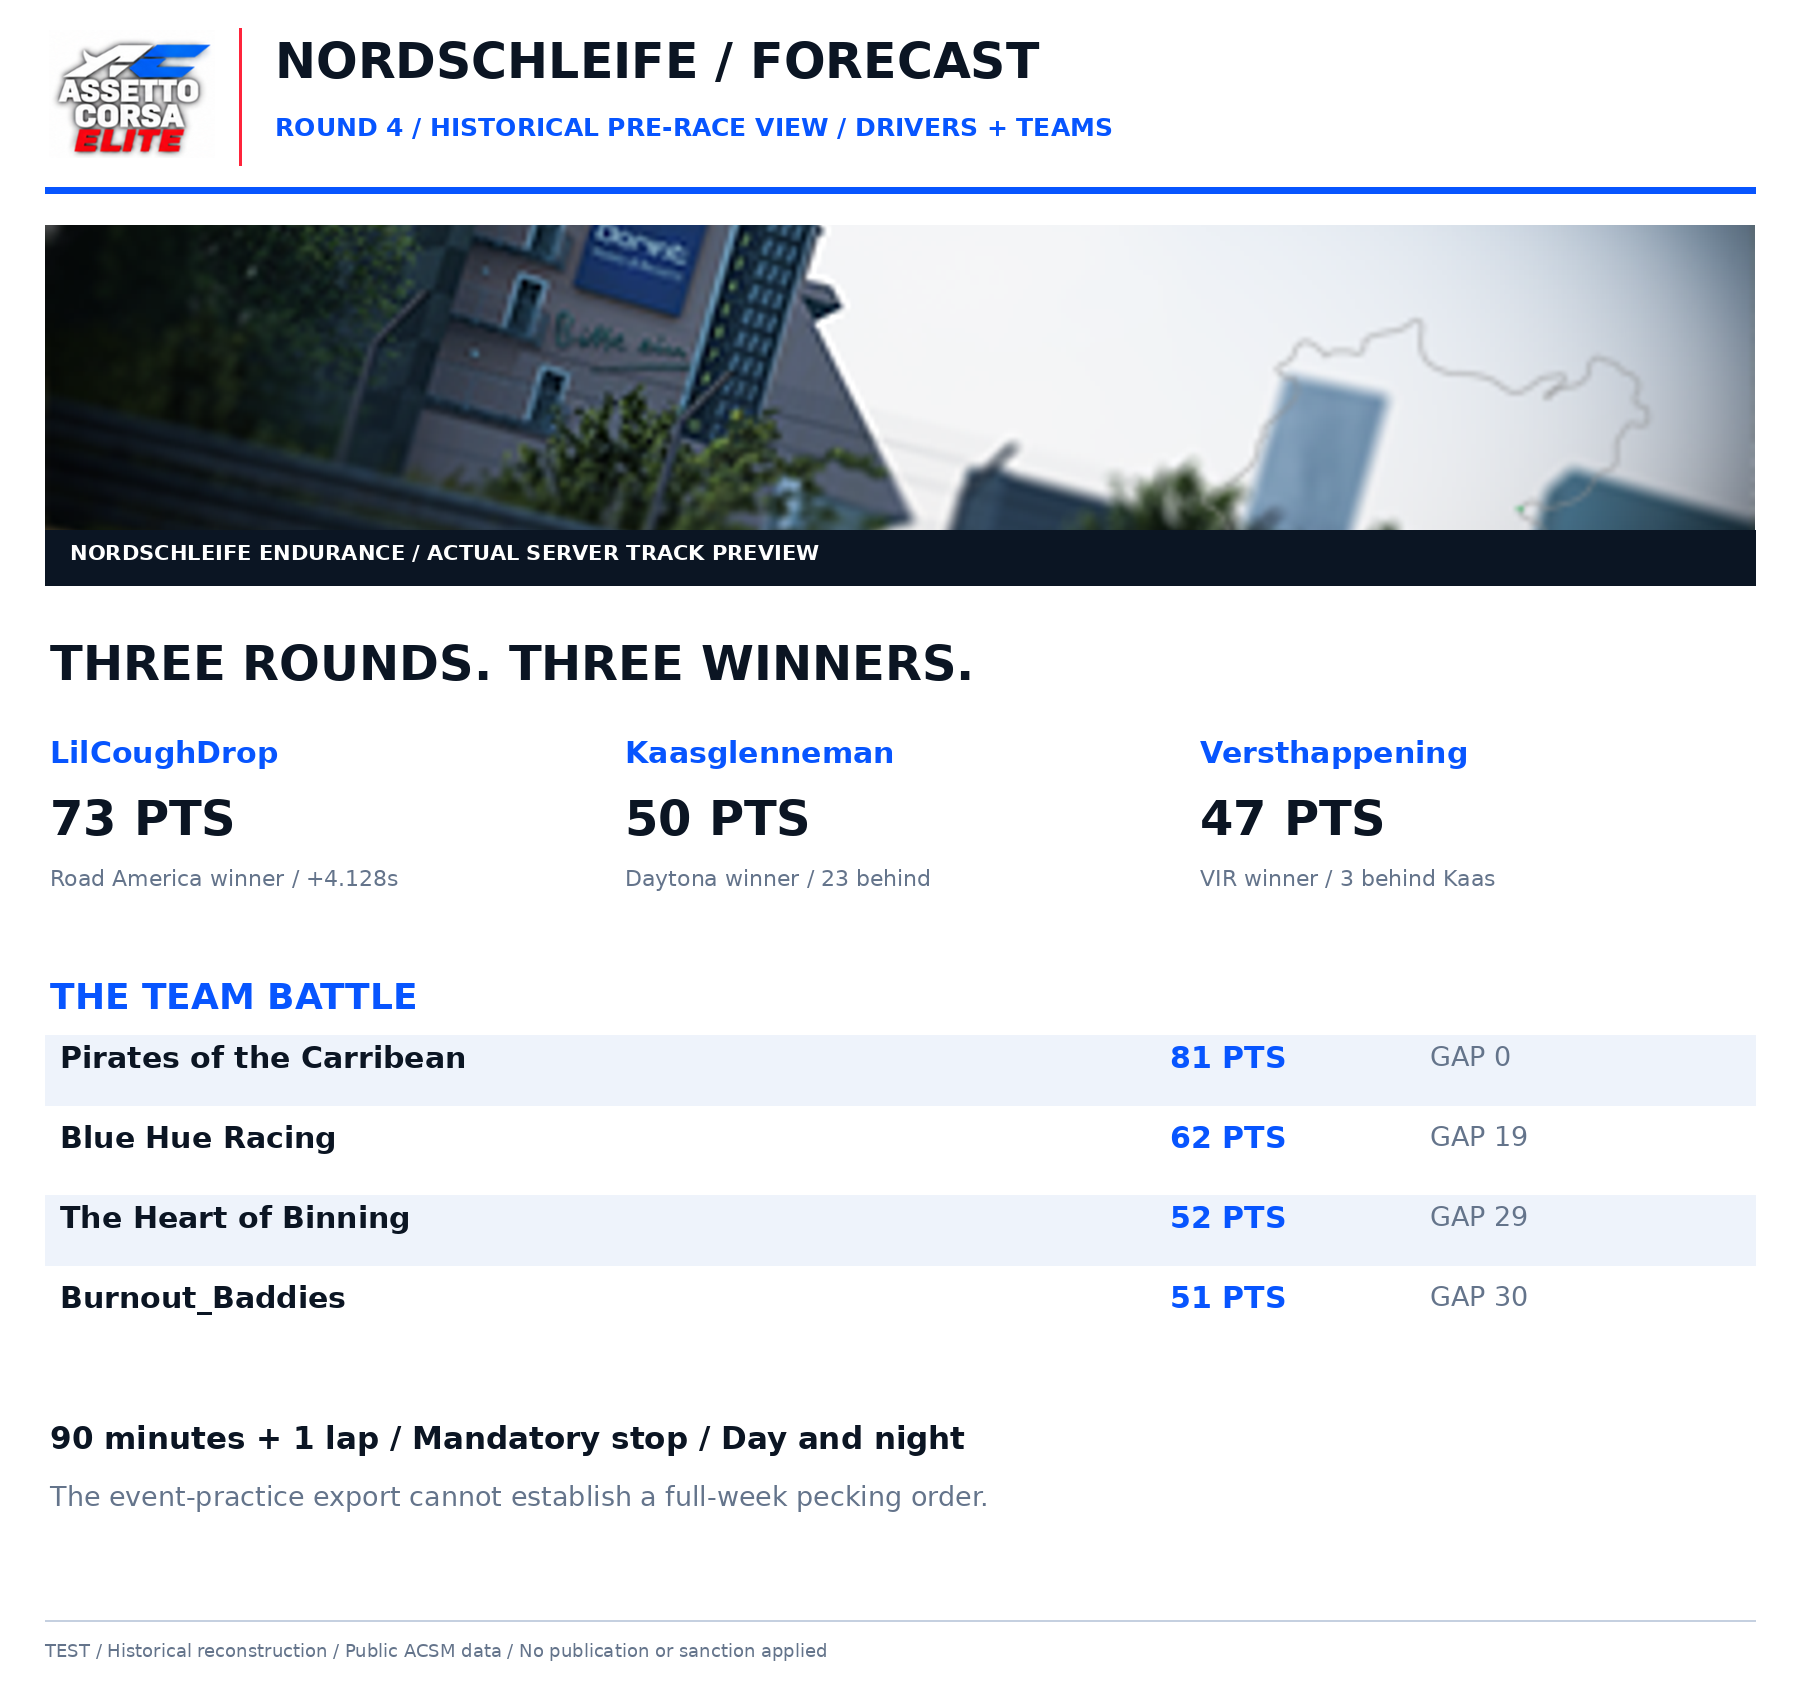 ASSETTO
CORSA
ELITE
NORDSCHLEIFE / FORECAST
ROUND 4 / HISTORICAL PRE-RACE VIEW / DRIVERS + TEAMS
Dorint
Bitte ein
NORDSCHLEIFE ENDURANCE / ACTUAL SERVER TRACK PREVIEW
THREE ROUNDS. THREE WINNERS.
LilCoughDrop Kaasglenneman Versthappening
73 PTS 50 PTS 47 PTS
Road America winner / +4.128s Daytona winner / 23 behind VIR winner / 3 behind Kaas
THE TEAM BATTLE
Pirates of the Carribean 81 PTS GAP 0
Blue Hue Racing 62 PTS GAP 19
The Heart of Binning 52 PTS GAP 29
Burnout_Baddies 51 PTS GAP 30
90 minutes + 1 lap / Mandatory stop / Day and night
The event-practice export cannot establish a full-week pecking order.
TEST / Historical reconstruction / Public ACSM data / No publication or sanction applied